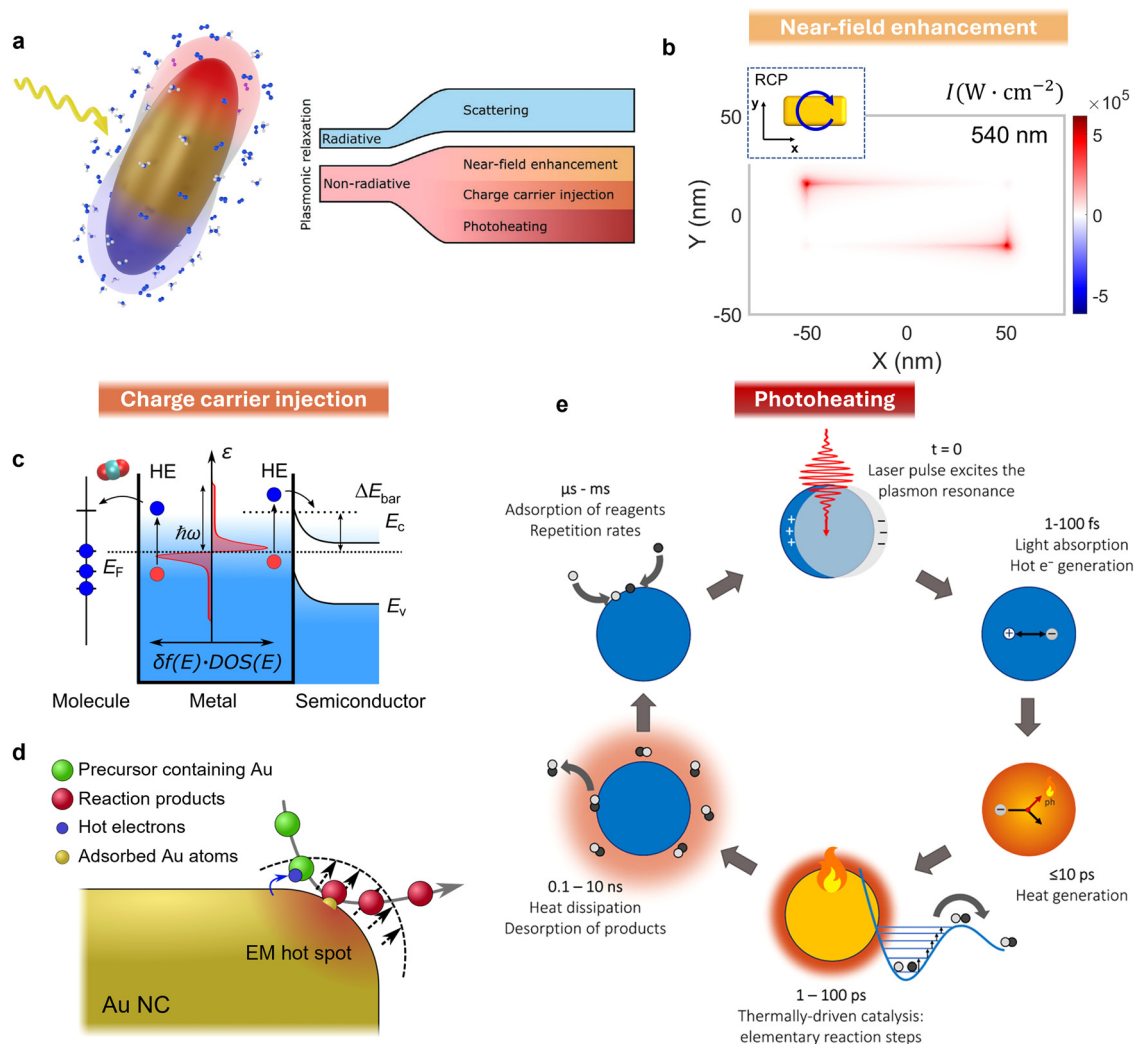 a
Plasmonic relaxation
Radiative
Non-radiative
Scattering
Near-field enhancement
Charge carrier injection
Photoheating
Near-field enhancement
b
RCP
y
x
I(W · cm⁻²)
540 nm
×10⁵
5
0
-5
50
0
-50
Y (nm)
-50
0
50
X (nm)
Charge carrier injection
c
HE
ε
HE
ΔE_bar
ħω
E_c
E_F
E_v
δf(E)·DOS(E)
Molecule
Metal
Semiconductor
d
Precursor containing Au
Reaction products
Hot electrons
Adsorbed Au atoms
EM hot spot
Au NC
e
Photoheating
t = 0
Laser pulse excites the
plasmon resonance
+
+
+
−
−
−
1-100 fs
Light absorption
Hot e⁻ generation
+
−
−
ph
≤10 ps
Heat generation
1 – 100 ps
Thermally-driven catalysis:
elementary reaction steps
0.1 – 10 ns
Heat dissipation
Desorption of products
μs - ms
Adsorption of reagents
Repetition rates